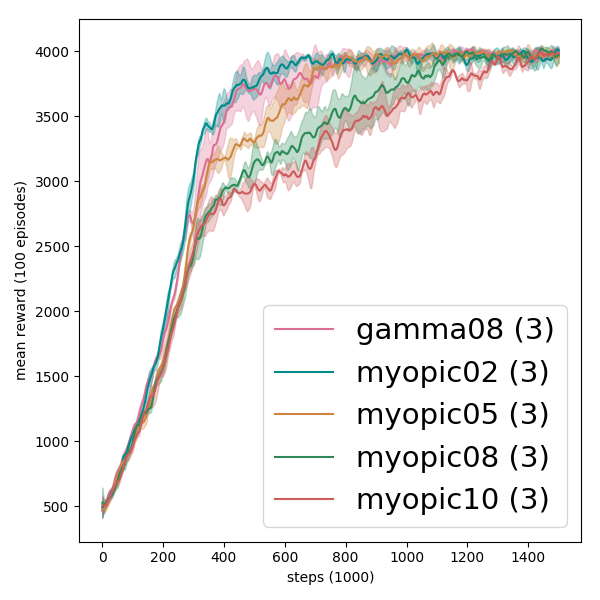 4000
3500
3000
2500
2000
1500
1000
500
mean reward (100 episodes)
gamma08 (3)
myopic02 (3)
myopic05 (3)
myopic08 (3)
myopic10 (3)
0 200 400 600 800 1000 1200 1400
steps (1000)